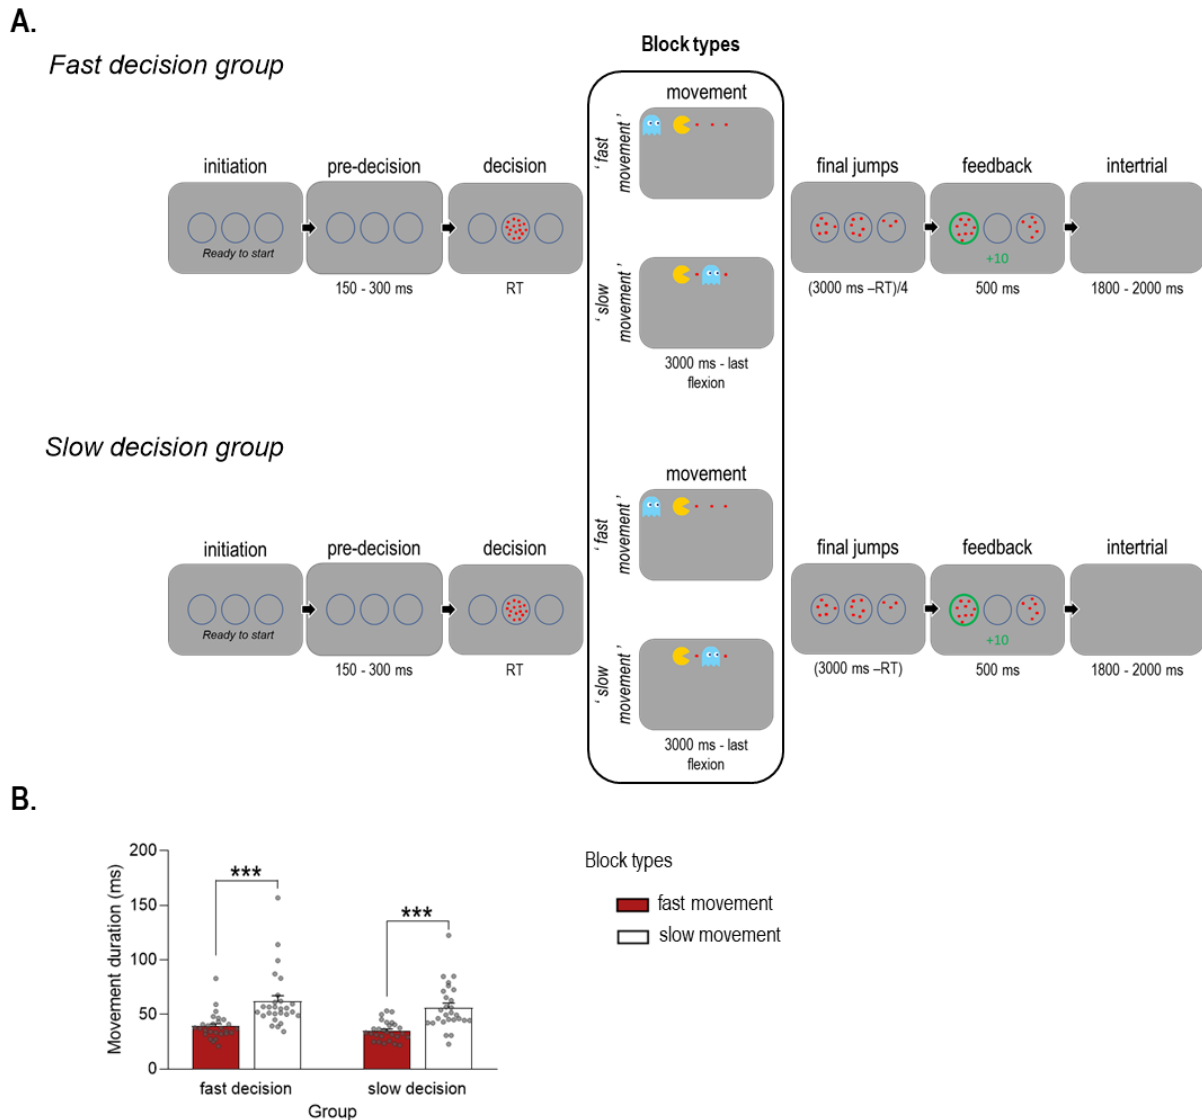 A.
Fast decision group
Block types
movement
' fast movement '
initiation
pre-decision
decision
final jumps
feedback
intertrial
Ready to start
+10
150 - 300 ms
RT
(3000 ms –RT)/4
500 ms
1800 - 2000 ms
' slow movement '
3000 ms - last
flexion
Slow decision group
movement
' fast movement '
initiation
pre-decision
decision
final jumps
feedback
intertrial
Ready to start
+10
150 - 300 ms
RT
(3000 ms –RT)
500 ms
1800 - 2000 ms
' slow movement '
3000 ms - last
flexion
B.
Movement duration (ms)
200
150
100
50
0
***
***
fast decision
slow decision
Group
Block types
fast movement
slow movement